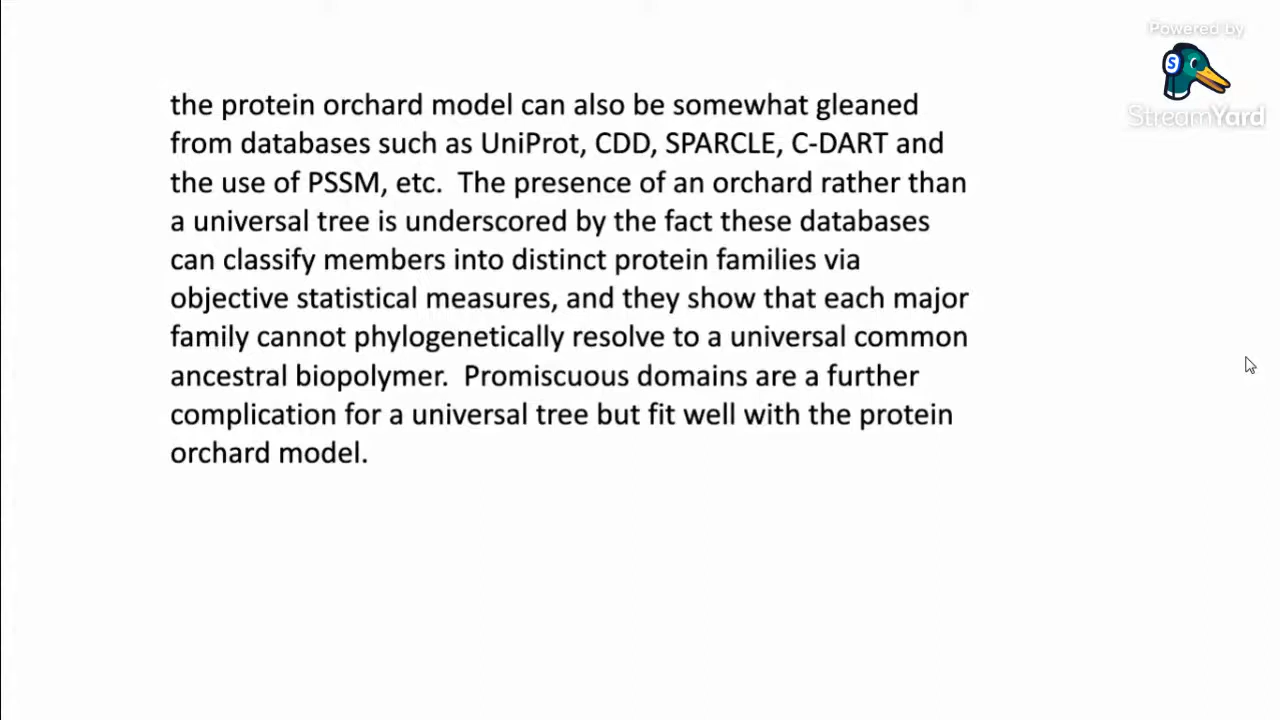 Powered by
S
StreamYard
the protein orchard model can also be somewhat gleaned
from databases such as UniProt, CDD, SPARCLE, C-DART and
the use of PSSM, etc.  The presence of an orchard rather than
a universal tree is underscored by the fact these databases
can classify members into distinct protein families via
objective statistical measures, and they show that each major
family cannot phylogenetically resolve to a universal common
ancestral biopolymer.  Promiscuous domains are a further
complication for a universal tree but fit well with the protein
orchard model.